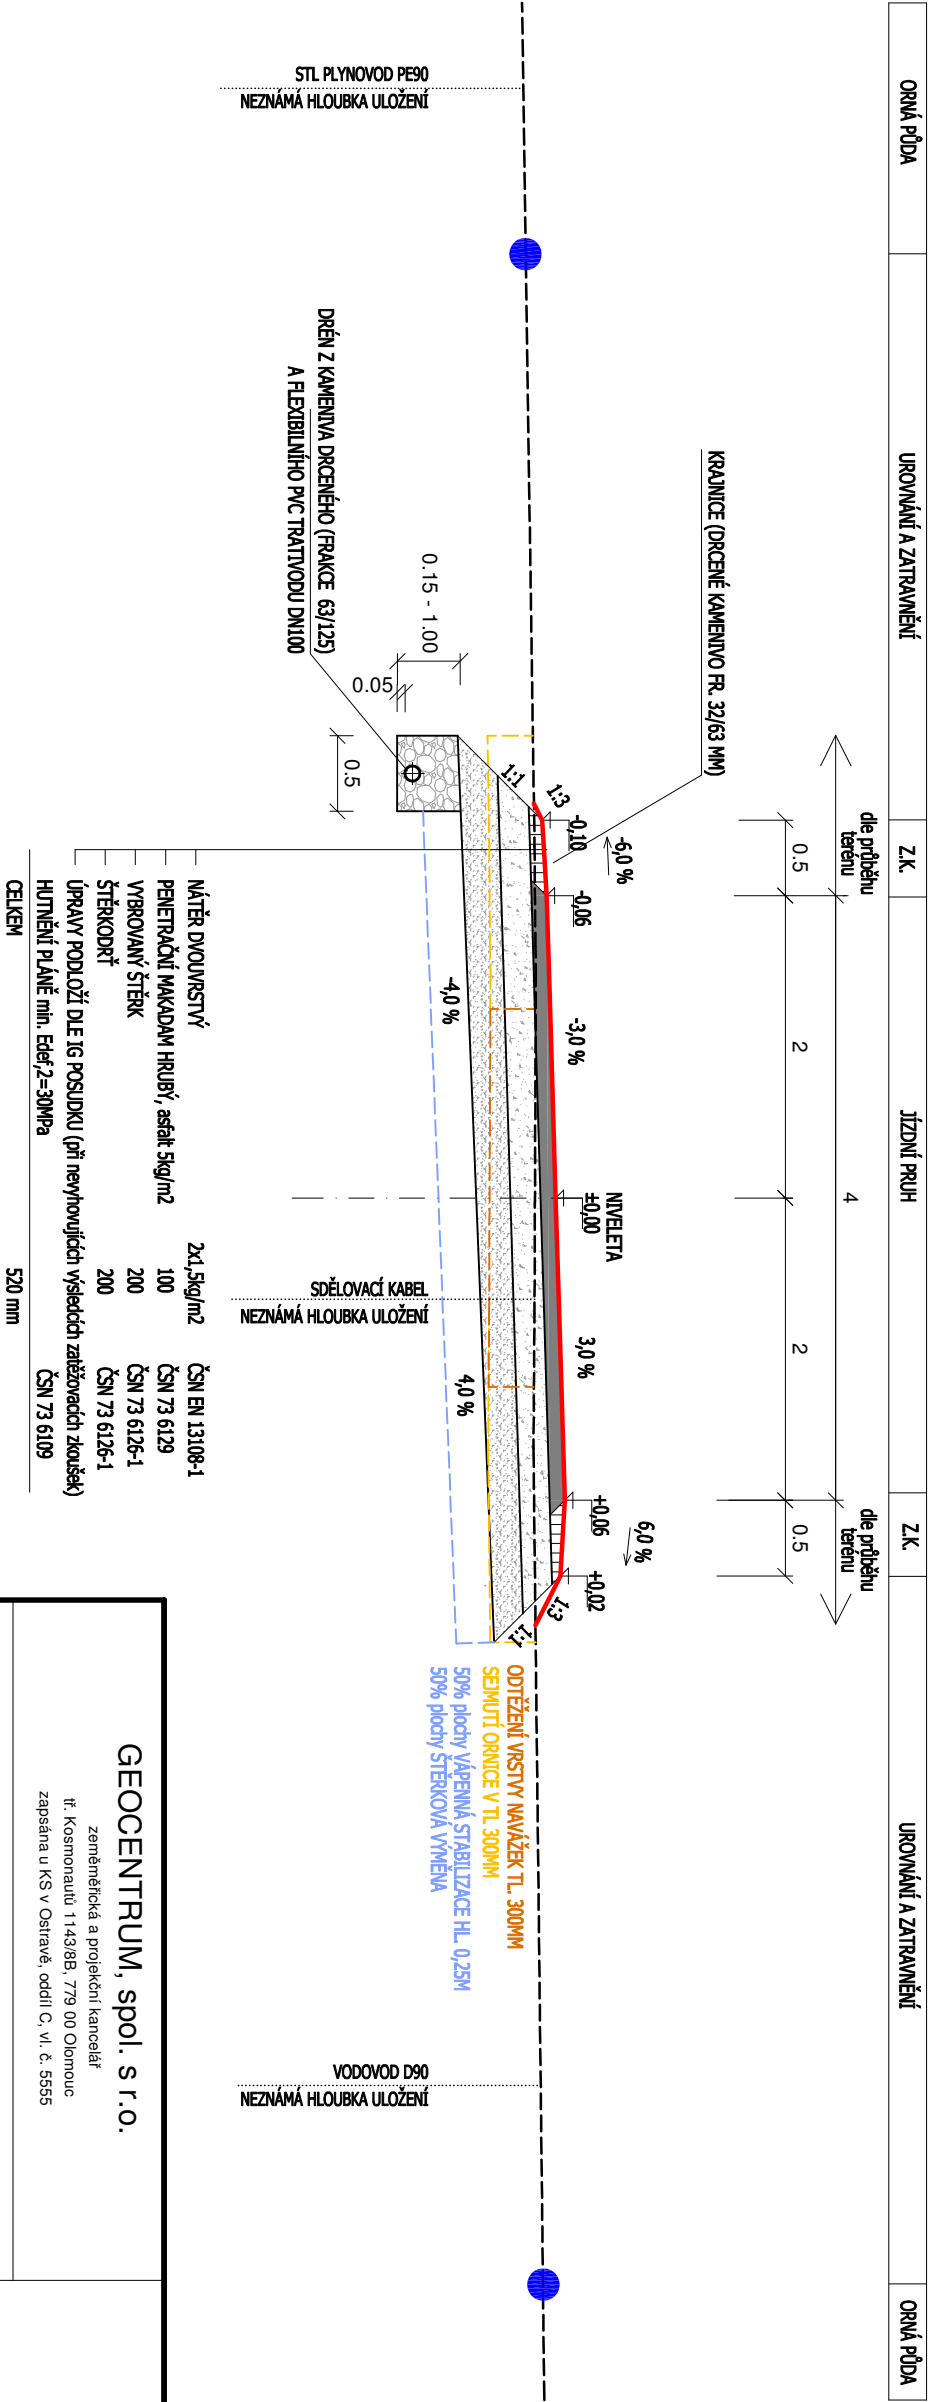 ORNÁ PŮDA
UROVNÁNÍ A ZATRAVNĚNÍ
Z.K.
JÍZDNÍ PRUH
Z.K.
UROVNÁNÍ A ZATRAVNĚNÍ
ORNÁ PŮDA
dle průběhu
terénu
4
dle průběhu
terénu
0.5
2
2
0.5
KRAJNICE (DRCENÉ KAMENIVO FR. 32/63 MM)
-6,0 %
6,0 %
NIVELETA
-0,10
-0,06
±0,00
+0,06
+0,02
1:3
1:1
-3,0 %
3,0 %
1:3
1:1
-4,0 %
4,0 %
STL PLYNOVOD PE90
NEZNÁMÁ HLOUBKA ULOŽENÍ
0.15 - 1.00
0.05
0.5
DRÉN Z KAMENIVA DRCENÉHO (FRAKCE 63/125)
A FLEXIBILNÍHO PVC TRATIVODU DN100
SDĚLOVACÍ KABEL
NEZNÁMÁ HLOUBKA ULOŽENÍ
ODTĚŽENÍ VRSTVY NAVÁŽEK TL. 300MM
SEJMUTÍ ORNICE V TL 300MM
50% plochy VÁPENNÁ STABILIZACE HL. 0,25M
50% plochy ŠTĚRKOVÁ VÝMĚNA
VODOVOD D90
NEZNÁMÁ HLOUBKA ULOŽENÍ
NÁTĚR DVOUVRSTVÝ 2x1,5kg/m2 ČSN EN 13108-1
PENETRAČNÍ MAKADAM HRUBÝ, asfalt 5kg/m2 100 ČSN 73 6129
VYBROVANÝ ŠTĚRK 200 ČSN 73 6126-1
ŠTĚRKODRŤ 200 ČSN 73 6126-1
ÚPRAVY PODLOŽÍ DLE IG POSUDKU (při nevyhovujících výsledcích zatěžovacích zkoušek)
HUTNĚNÍ PLÁNĚ min. Edef,2=30MPa ČSN 73 6109
CELKEM 520 mm
GEOCENTRUM, spol. s r.o.
zeměměřická a projekční kancelář
tř. Kosmonautů 1143/8B, 779 00 Olomouc
zapsána u KS v Ostravě, oddíl C, vl. č. 5555